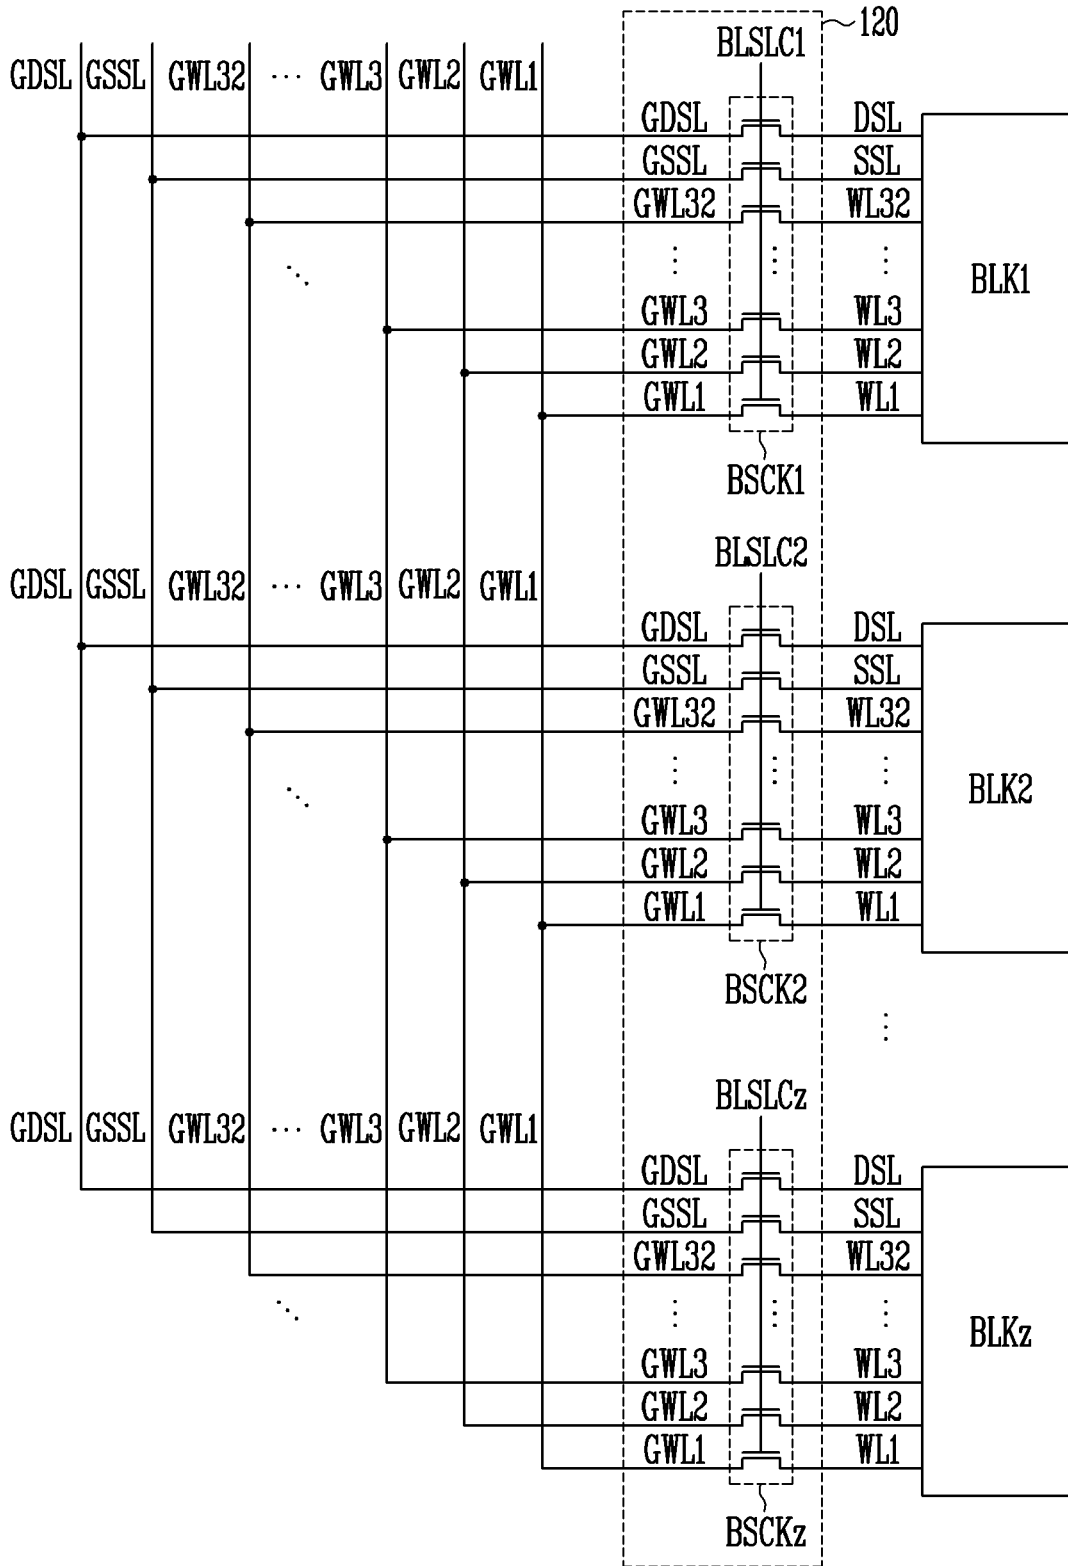 120
BLSLC1
GDSL GSSL GWL32 ··· GWL3 GWL2 GWL1
GDSL DSL
GSSL SSL
GWL32 WL32
BLK1
GWL3 WL3
GWL2 WL2
GWL1 WL1
BSCK1
BLSLC2
GDSL GSSL GWL32 ··· GWL3 GWL2 GWL1
GDSL DSL
GSSL SSL
GWL32 WL32
BLK2
GWL3 WL3
GWL2 WL2
GWL1 WL1
BSCK2
BLSLCz
GDSL GSSL GWL32 ··· GWL3 GWL2 GWL1
GDSL DSL
GSSL SSL
GWL32 WL32
BLKz
GWL3 WL3
GWL2 WL2
GWL1 WL1
BSCKz